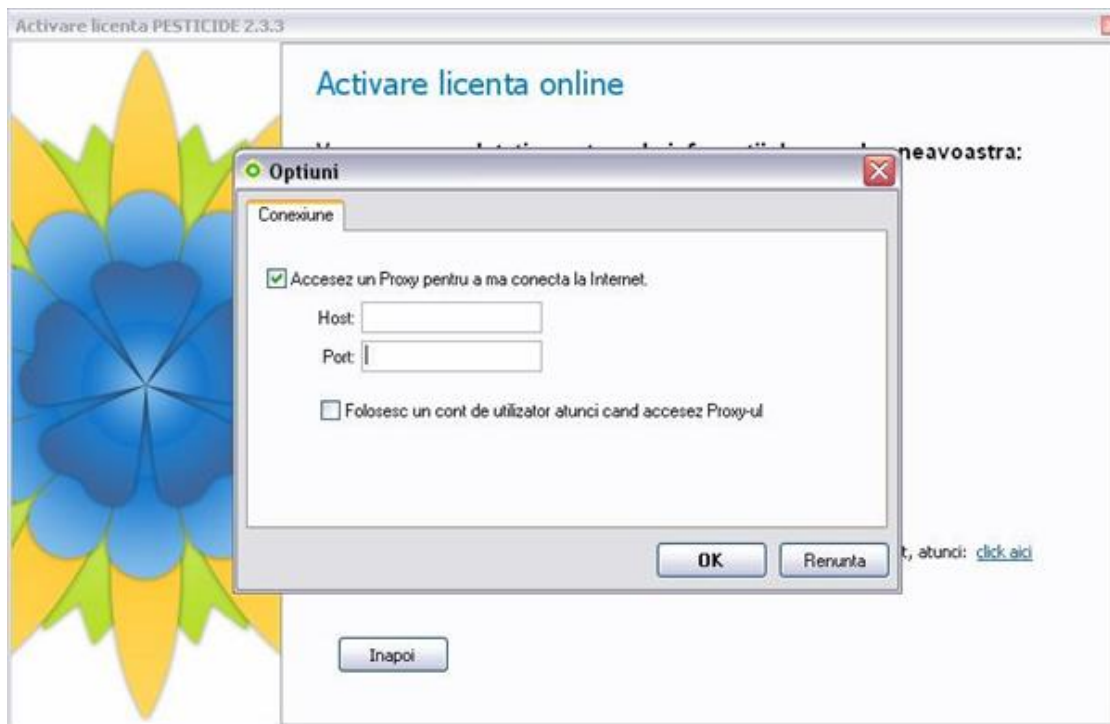 Activare licenta PESTICIDE 2.3.3
Activare licenta online
neavoastra:
Optiuni
Conexiune
Accesez un Proxy pentru a ma conecta la Internet.
Host:
Port:
Folosesc un cont de utilizator atunci cand accesez Proxy-ul
OK
Renunta
t, atunci: click aici
Inapoi